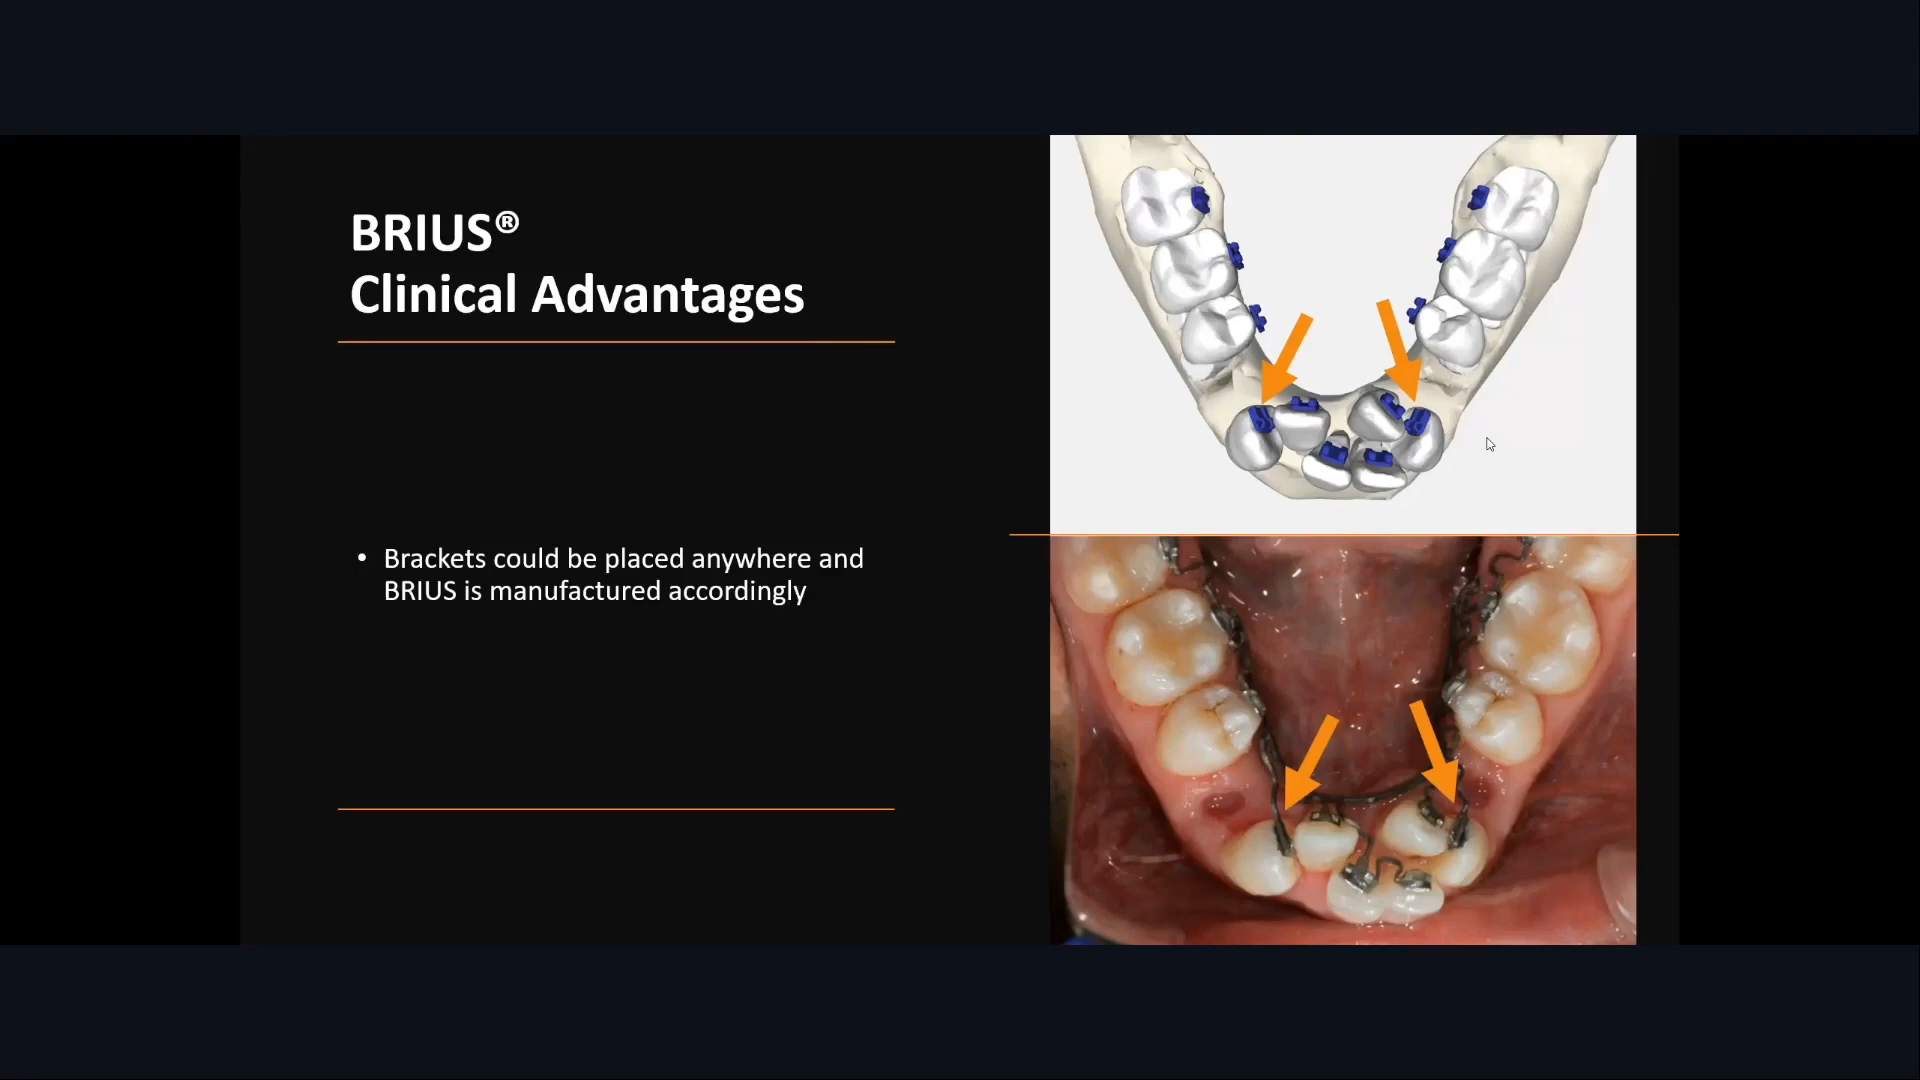 BRIUS®
Clinical Advantages
• Brackets could be placed anywhere and
BRIUS is manufactured accordingly